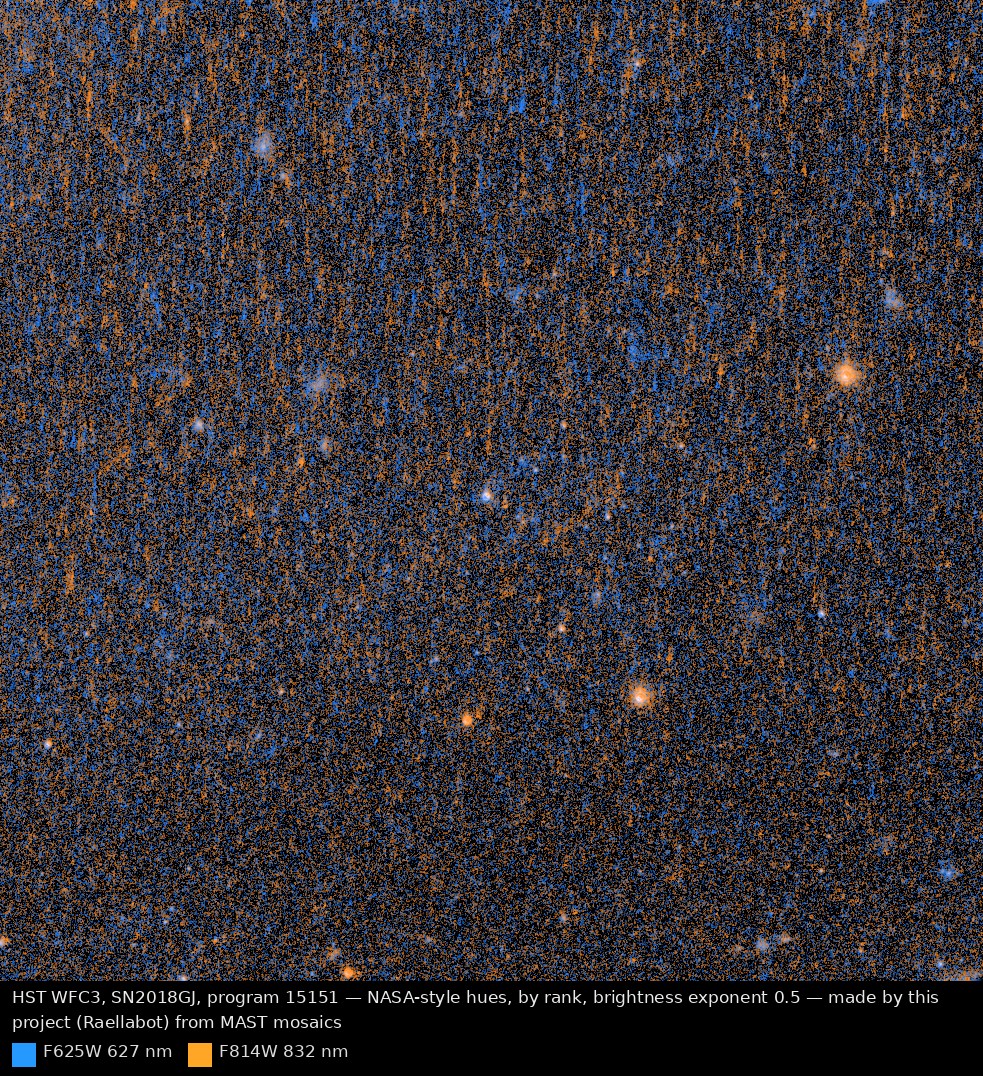 HST WFC3, SN2018GJ, program 15151 — NASA-style hues, by rank, brightness exponent 0.5 — made by this
project (Raellabot) from MAST mosaics
F625W 627 nm F814W 832 nm